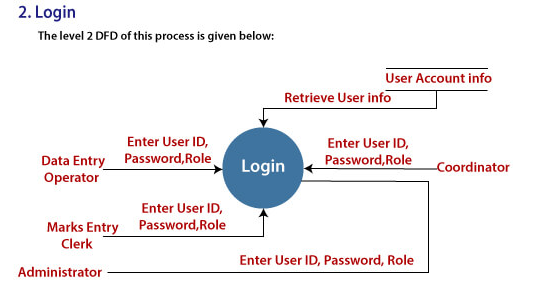 2. Login
The level 2 DFD of this process is given below:
User Account info
Retrieve User info
Enter User ID,
Password,Role
Data Entry
Operator
Login
Enter User ID,
Password,Role
Coordinator
Enter User ID,
Password,Role
Marks Entry
Clerk
Enter User ID, Password, Role
Administrator